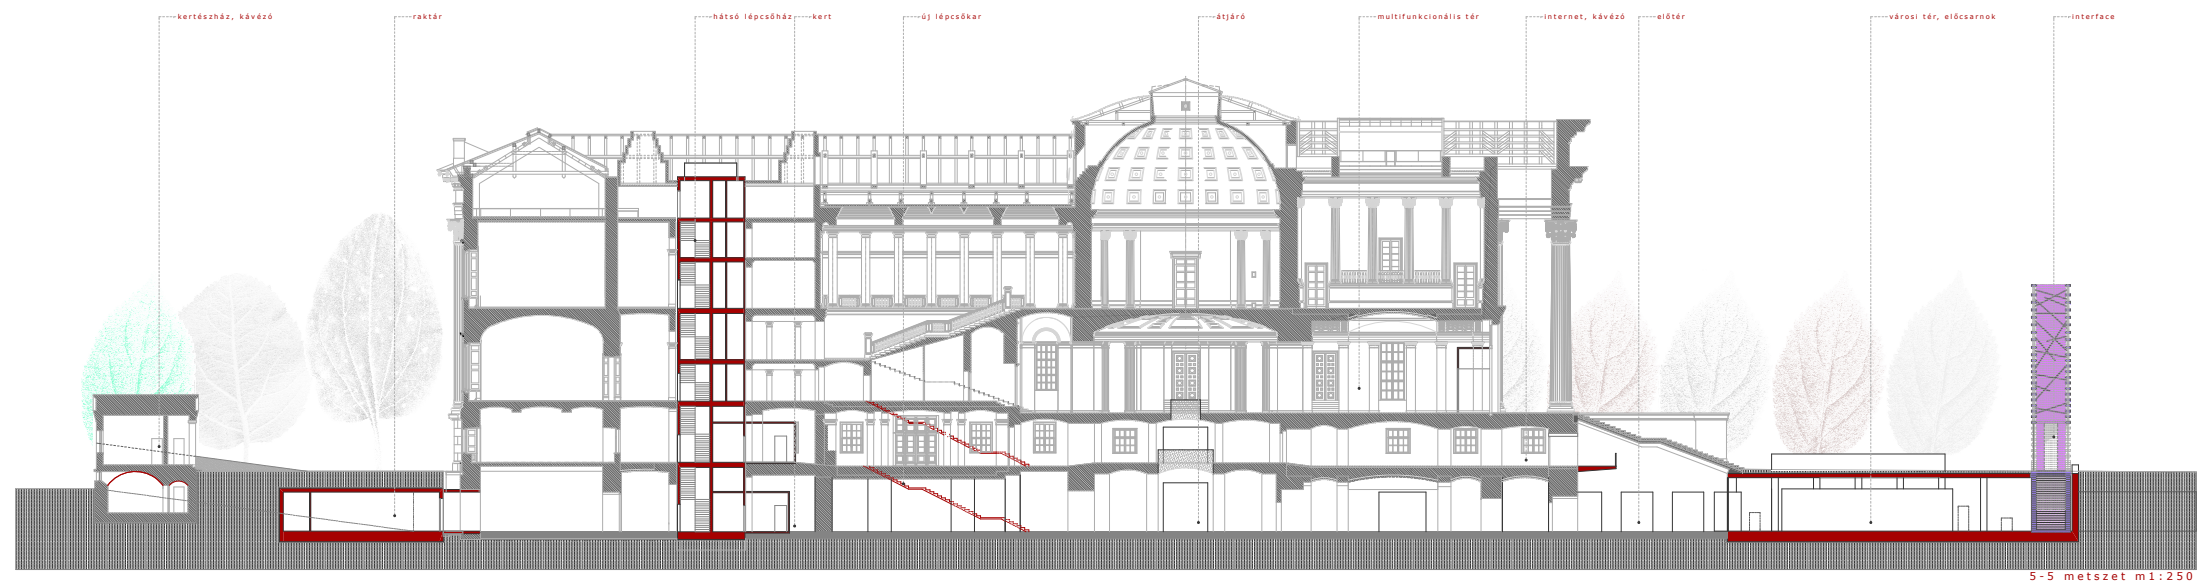 kertészház, kávézó
raktár
hátsó lépcsőház
kert
új lépcsőkar
átjáró
multifunkcionális tér
internet, kávézó
előtér
városi tér, előcsarnok
interface
5-5 metszet m1:250